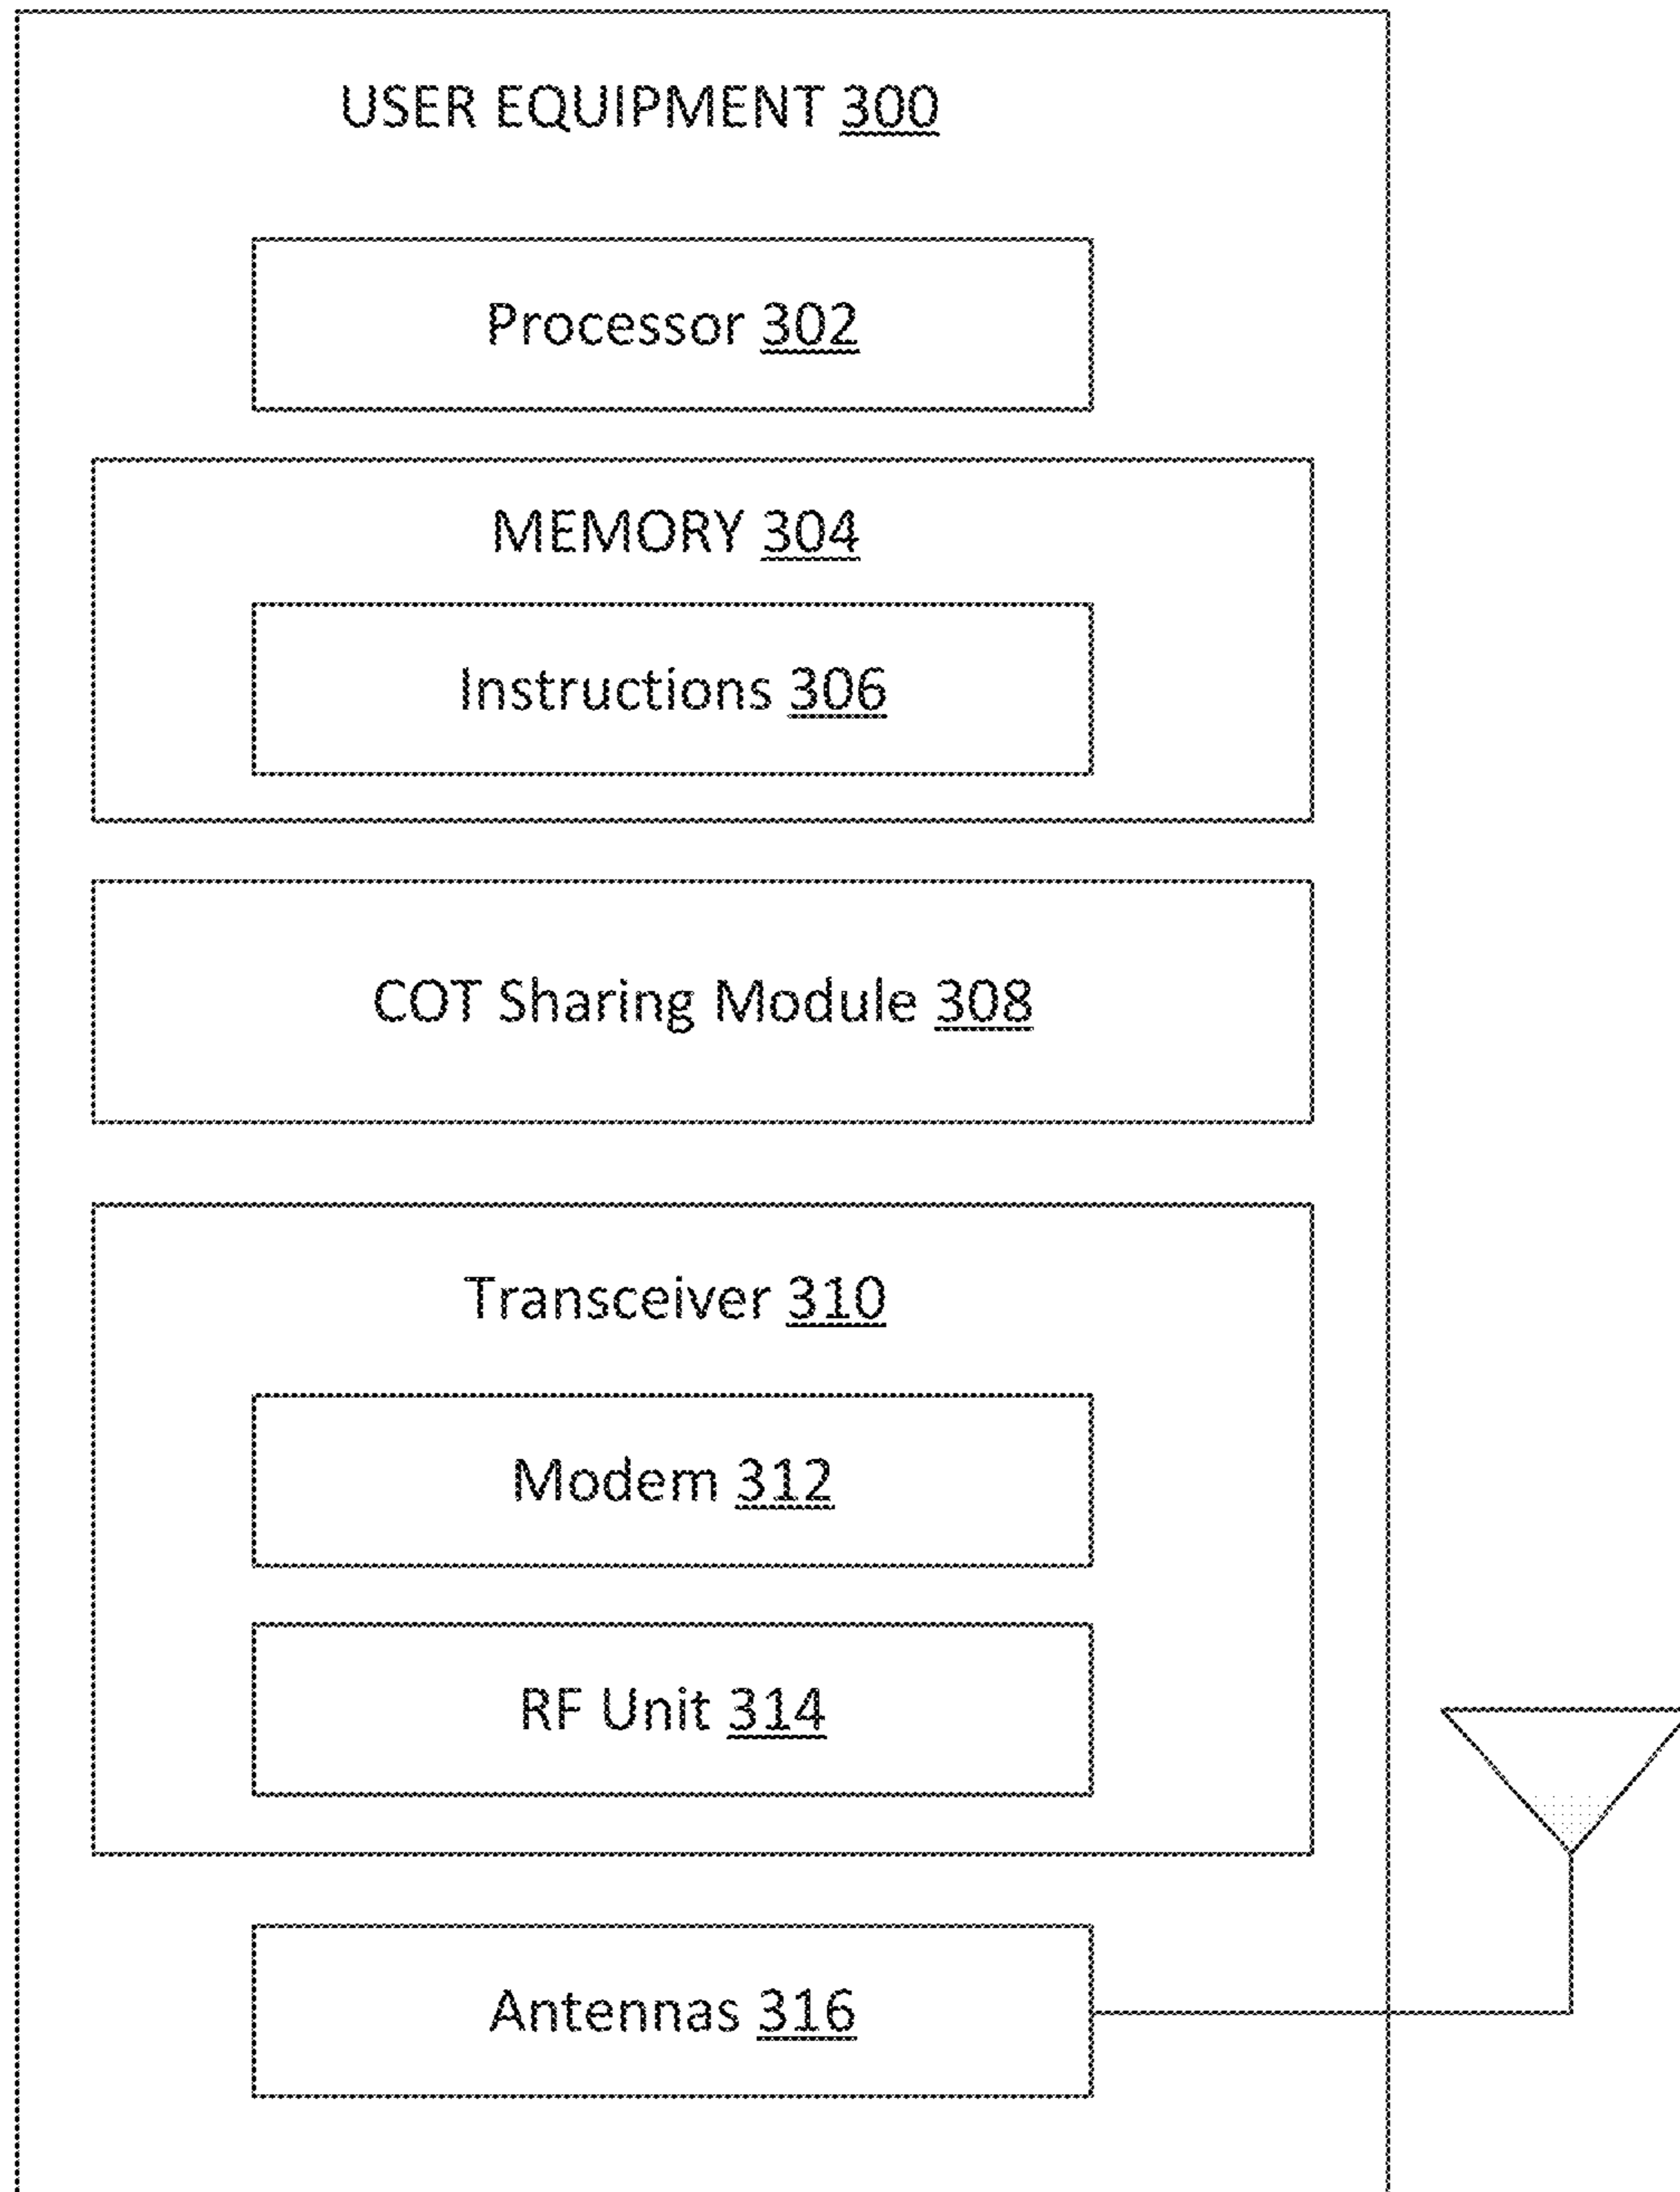 USER EQUIPMENT 300
Processor 302
MEMORY 304
Instructions 306
COT Sharing Module 308
Transceiver 310
Modem 312
RF Unit 314
Antennas 316